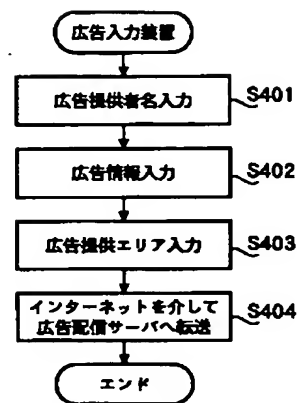 広告入力装置
広告提供者名入力
S401
広告情報入力
S402
広告提供エリア入力
S403
インターネットを介して
広告配信サーバへ転送
S404
エンド